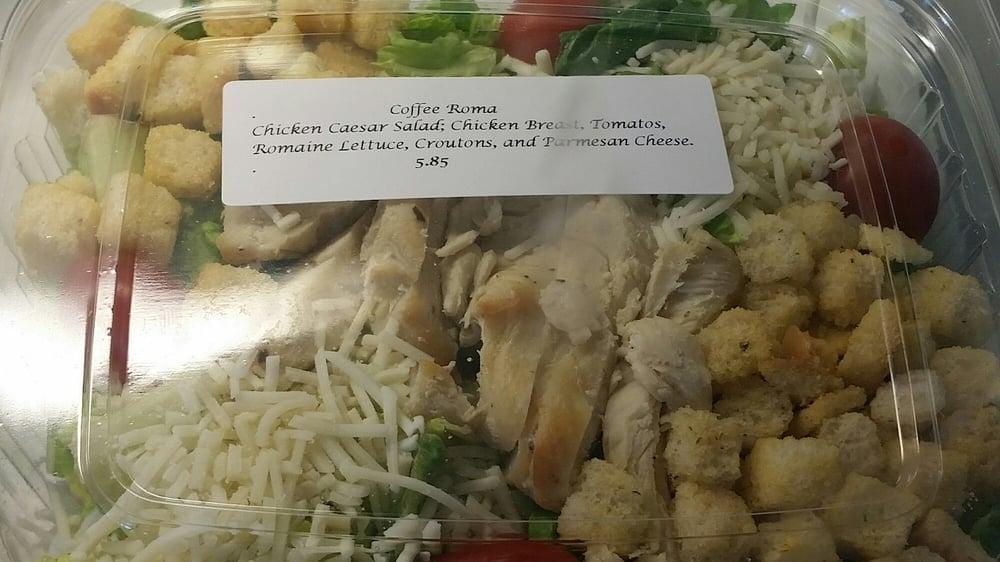 Coffee Roma
Chicken Caesar Salad; Chicken Breast, Tomatos,
Romaine Lettuce, Croutons, and Parmesan Cheese.
5.85